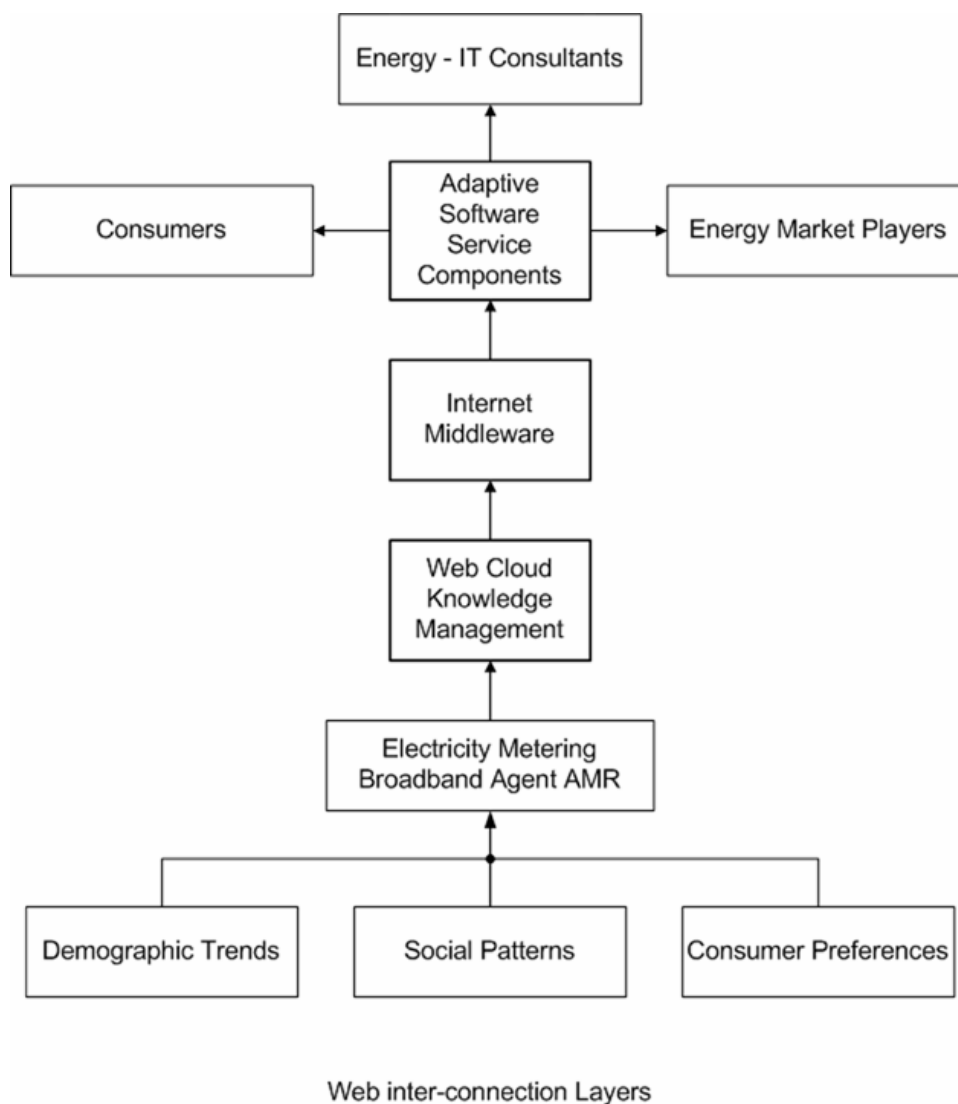 Energy - IT Consultants
Adaptive
Software
Service
Components
Consumers
Energy Market Players
Internet
Middleware
Web Cloud
Knowledge
Management
Electricity Metering
Broadband Agent AMR
Demographic Trends
Social Patterns
Consumer Preferences
Web inter-connection Layers